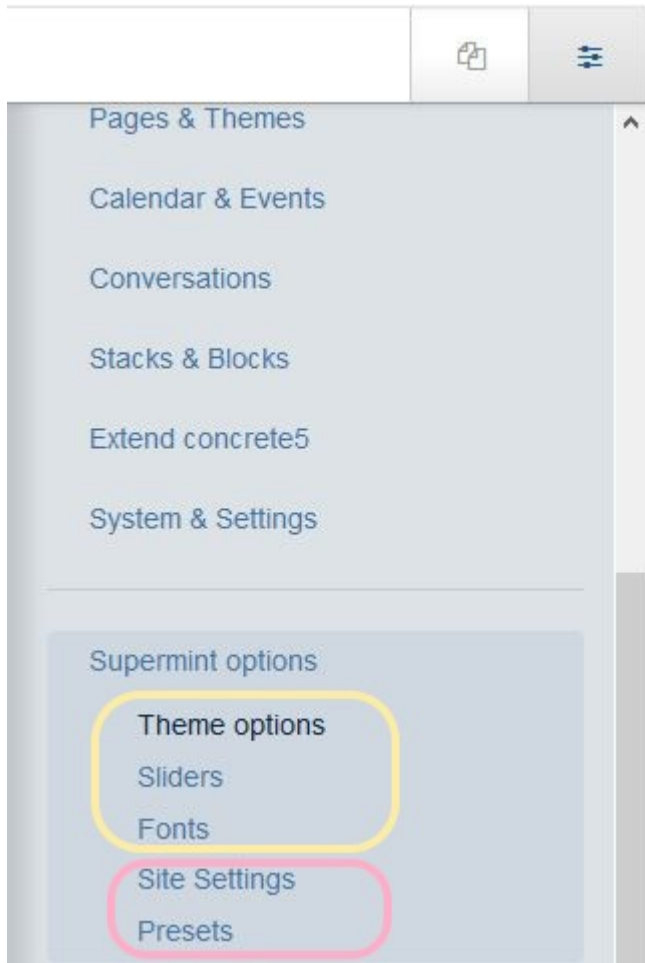 Pages & Themes
Calendar & Events
Conversations
Stacks & Blocks
Extend concrete5
System & Settings
Supermint options
Theme options
Sliders
Fonts
Site Settings
Presets